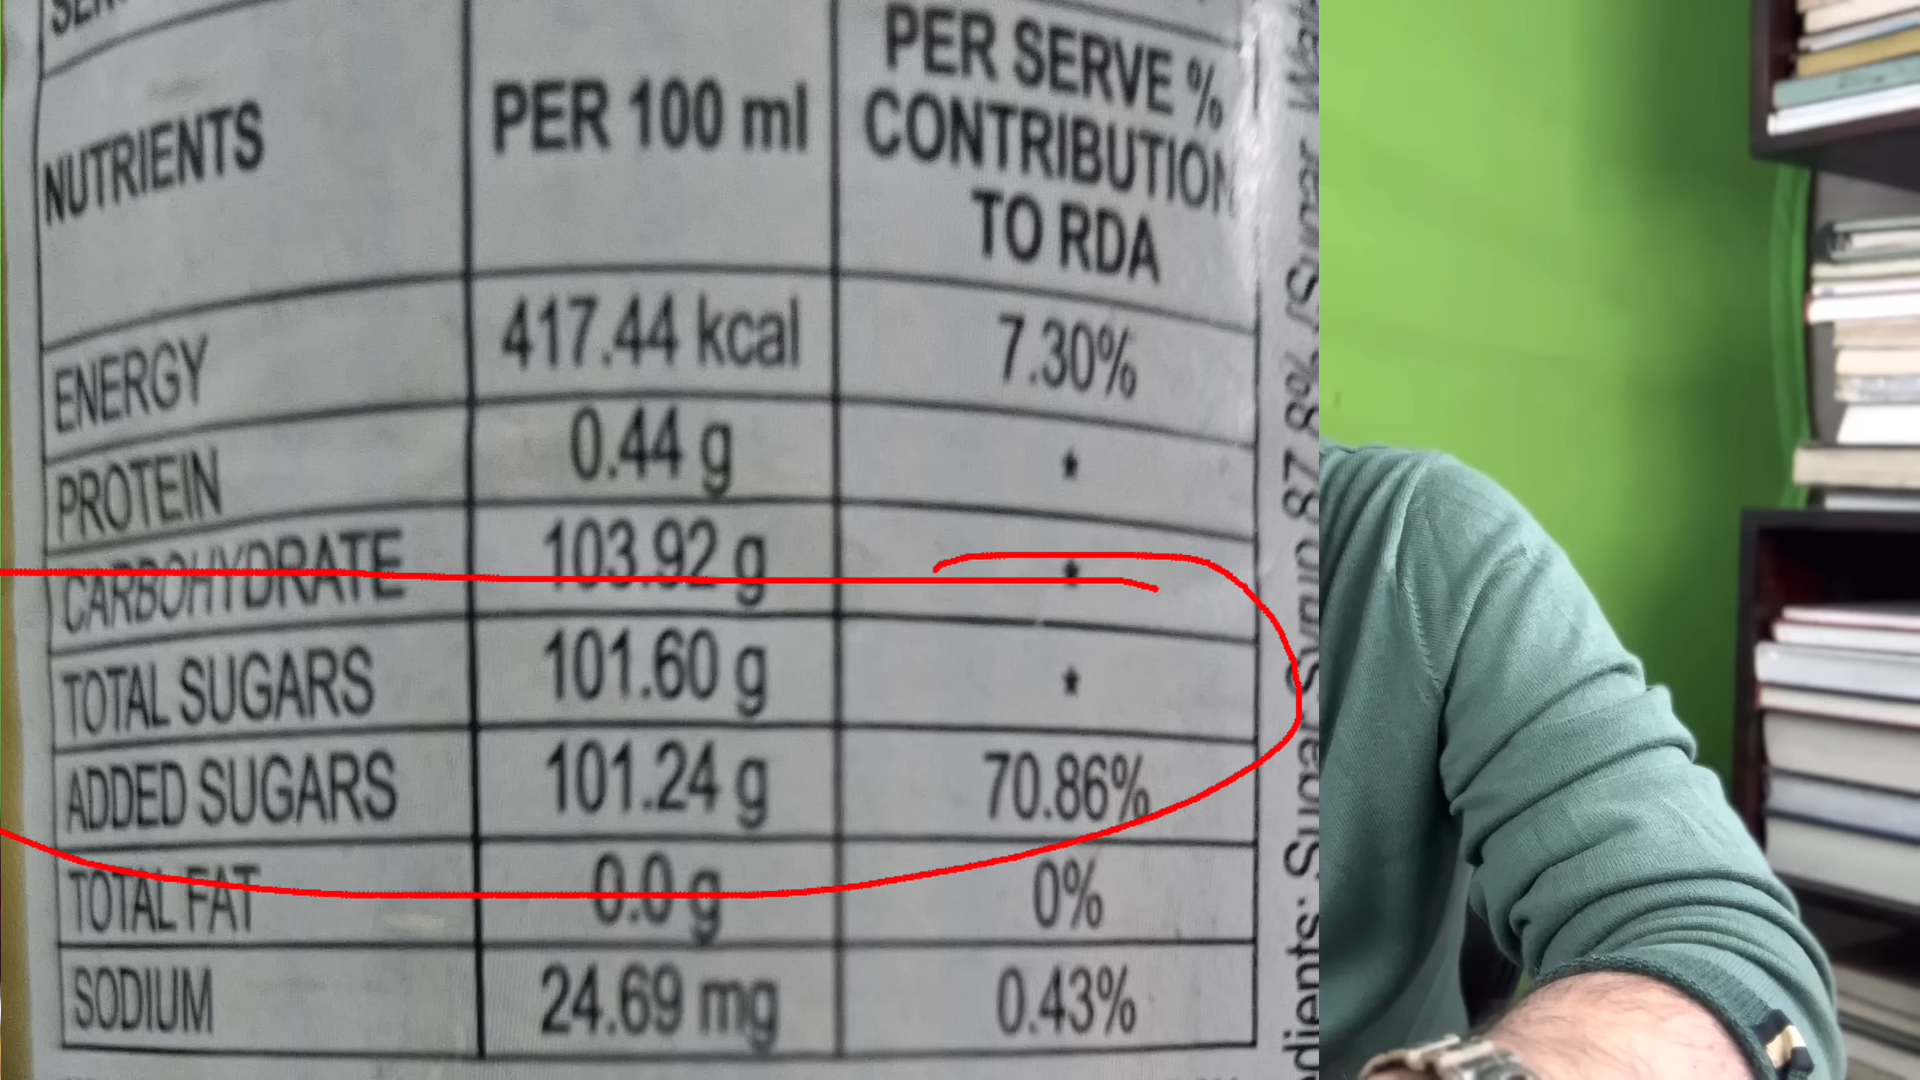 NUTRIENTS
PER 100 ml
PER SERVE %
CONTRIBUTION
TO RDA
ENERGY 417.44 kcal 7.30%
PROTEIN 0.44 g *
CARBOHYDRATE 103.92 g *
TOTAL SUGARS 101.60 g *
ADDED SUGARS 101.24 g 70.86%
TOTAL FAT 0.0 g 0%
SODIUM 24.69 mg 0.43%
Sugar Syrup 87.8% (Sugar, Water